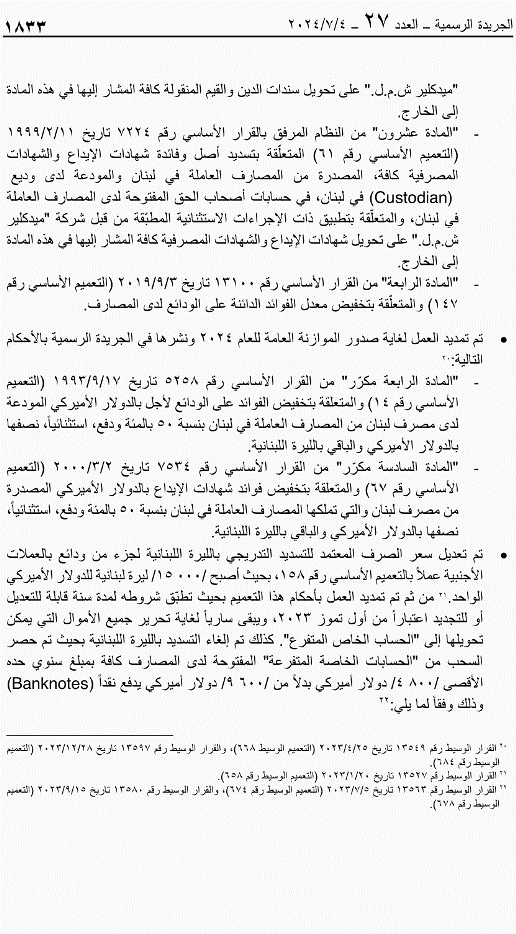 الجريدة الرسمية ــ العدد ٢٧ ــ ٢٠٢٤/٧/٤
١٨٣٣
"ميدكلير ش.م.ل." على تحويل سندات الدين والقيم المنقولة كافة المشار إليها في هذه المادة
إلى الخارج.
- "المادة عشرون" من النظام المرفق بالقرار الأساسي رقم ٧٢٢٤ تاريخ ١٩٩٩/٢/١١
(التعميم الأساسي رقم ٦١) المتعلّقة بتسديد أصل وفائدة شهادات الإيداع والشهادات
المصرفية كافة، المصدرة من المصارف العاملة في لبنان والمودعة لدى وديع
(Custodian) في لبنان، في حسابات أصحاب الحق المفتوحة لدى المصارف العاملة
في لبنان، والمتعلّقة بتطبيق ذات الإجراءات الاستثنائية المطبّقة من قبل شركة "ميدكلير
ش.م.ل." على تحويل شهادات الإيداع والشهادات المصرفية كافة المشار إليها في هذه المادة
إلى الخارج.
- "المادة الرابعة" من القرار الأساسي رقم ١٣١٠٠ تاريخ ٢٠١٩/٩/٣ (التعميم الأساسي رقم
١٤٧) والمتعلّقة بتخفيض معدل الفوائد الدائنة على الودائع لدى المصارف.
● تم تمديد العمل لغاية صدور الموازنة العامة للعام ٢٠٢٤ ونشرها في الجريدة الرسمية بالأحكام
التالية:٢٠
- "المادة الرابعة مكرّر" من القرار الأساسي رقم ٥٢٥٨ تاريخ ١٩٩٣/٩/١٧ (التعميم
الأساسي رقم ١٤) والمتعلقة بتخفيض الفوائد على الودائع لأجل بالدولار الأميركي المودعة
لدى مصرف لبنان من المصارف العاملة في لبنان بنسبة ٥٠ بالمئة ودفع، استثنائياً، نصفها
بالدولار الأميركي والباقي بالليرة اللبنانية.
- "المادة السادسة مكرّر" من القرار الأساسي رقم ٧٥٣٤ تاريخ ٢٠٠٠/٣/٢ (التعميم
الأساسي رقم ٦٧) والمتعلقة بتخفيض فوائد شهادات الإيداع بالدولار الأميركي المصدرة
من مصرف لبنان والتي تملكها المصارف العاملة في لبنان بنسبة ٥٠ بالمئة ودفع، استثنائياً،
نصفها بالدولار الأميركي والباقي بالليرة اللبنانية.
● تم تعديل سعر الصرف المعتمد للتسديد التدريجي بالليرة اللبنانية لجزء من ودائع بالعملات
الأجنبية عملاً بالتعميم الأساسي رقم ١٥٨، بحيث أصبح /١٥ ٠٠٠/ ليرة لبنانية للدولار الأميركي
الواحد.٢١ من ثم تم تمديد العمل بأحكام هذا التعميم بحيث تطبّق شروطه لمدة سنة قابلة للتعديل
أو للتجديد اعتباراً من أول تموز ٢٠٢٣، ويبقى سارياً لغاية تحرير جميع الأموال التي يمكن
تحويلها إلى "الحساب الخاص المتفرع". كذلك تم إلغاء التسديد بالليرة اللبنانية بحيث تم حصر
السحب من "الحسابات الخاصة المتفرعة" المفتوحة لدى المصارف كافة بمبلغ سنوي حده
الأقصى /٤ ٨٠٠/ دولار أميركي بدلاً من /٩ ٦٠٠/ دولار أميركي يدفع نقداً (Banknotes)
وذلك وفقاً لما يلي:٢٢
٢٠ القرار الوسيط رقم ١٣٥٤٩ تاريخ ٢٠٢٣/٤/٢٥ (التعميم الوسيط ٦٦٨)، والقرار الوسيط رقم ١٣٥٩٧ تاريخ ٢٠٢٣/١٢/٢٨ (التعميم
الوسيط رقم ٦٨٤).
٢١ القرار الوسيط رقم ١٣٥٢٧ تاريخ ٢٠٢٣/١/٢٠ (التعميم الوسيط رقم ٦٥٨).
٢٢ القرار الوسيط رقم ١٣٥٦٣ تاريخ ٢٠٢٣/٧/٥ (التعميم الوسيط رقم ٦٧٤)، والقرار الوسيط رقم ١٣٥٨٠ تاريخ ٢٠٢٣/٩/١٥ (التعميم
الوسيط رقم ٦٧٨).